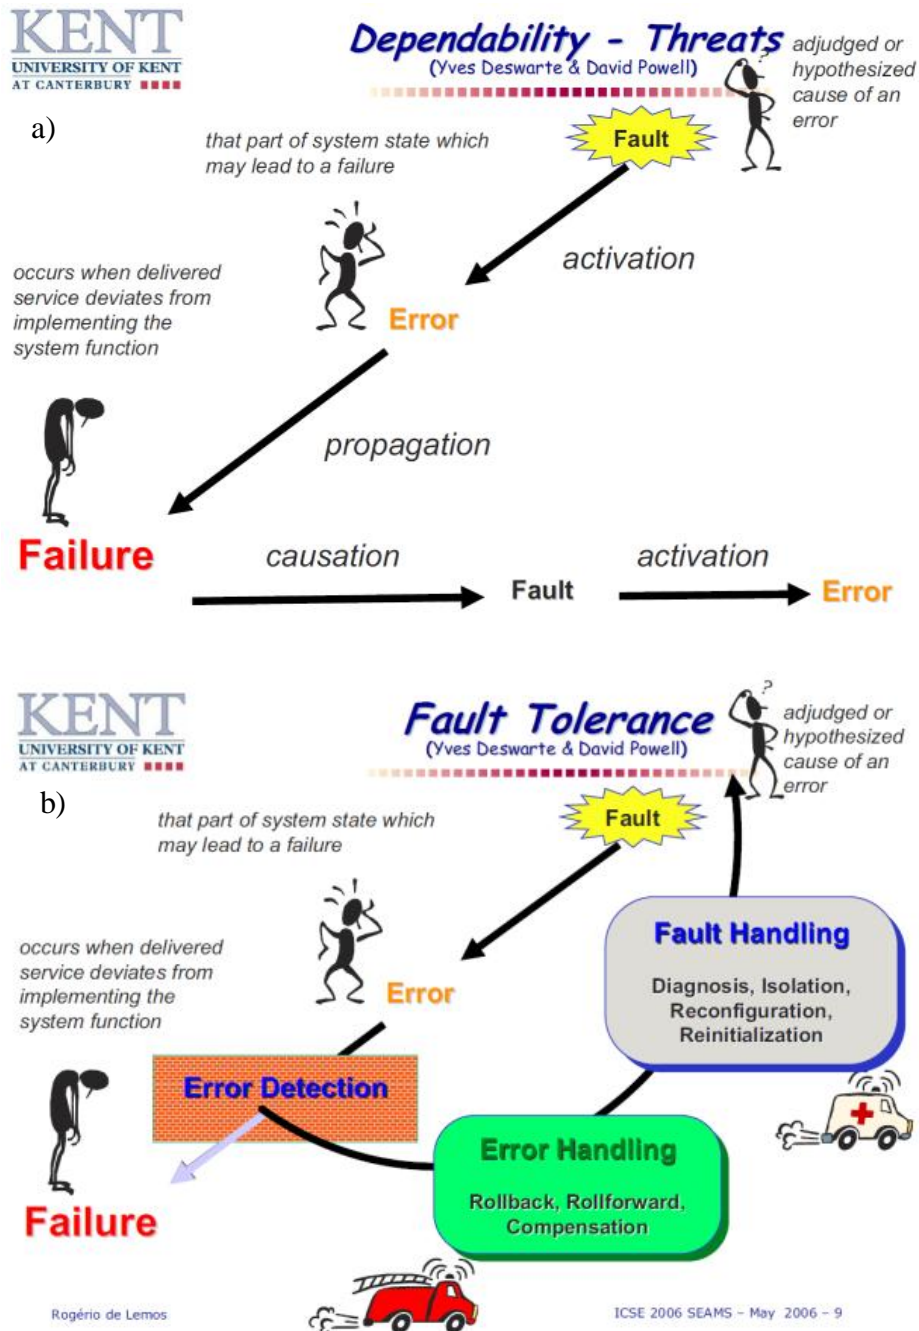 KENT
UNIVERSITY OF KENT
AT CANTERBURY
Dependability - Threats
(Yves Deswarte & David Powell)
?
adjudged or
hypothesized
cause of an
error
a)
that part of system state which
may lead to a failure
Fault
! ! !
activation
occurs when delivered
service deviates from
implementing the
system function
Error
propagation
Failure
causation
Fault
activation
Error
KENT
UNIVERSITY OF KENT
AT CANTERBURY
Fault Tolerance
(Yves Deswarte & David Powell)
?
adjudged or
hypothesized
cause of an
error
b)
that part of system state which
may lead to a failure
Fault
! ! !
Fault Handling
Diagnosis, Isolation,
Reconfiguration,
Reinitialization
occurs when delivered
service deviates from
implementing the
system function
Error
Error Detection
Error Handling
Rollback, Rollforward,
Compensation
Failure
Rogério de Lemos
ICSE 2006 SEAMS – May 2006 – 9